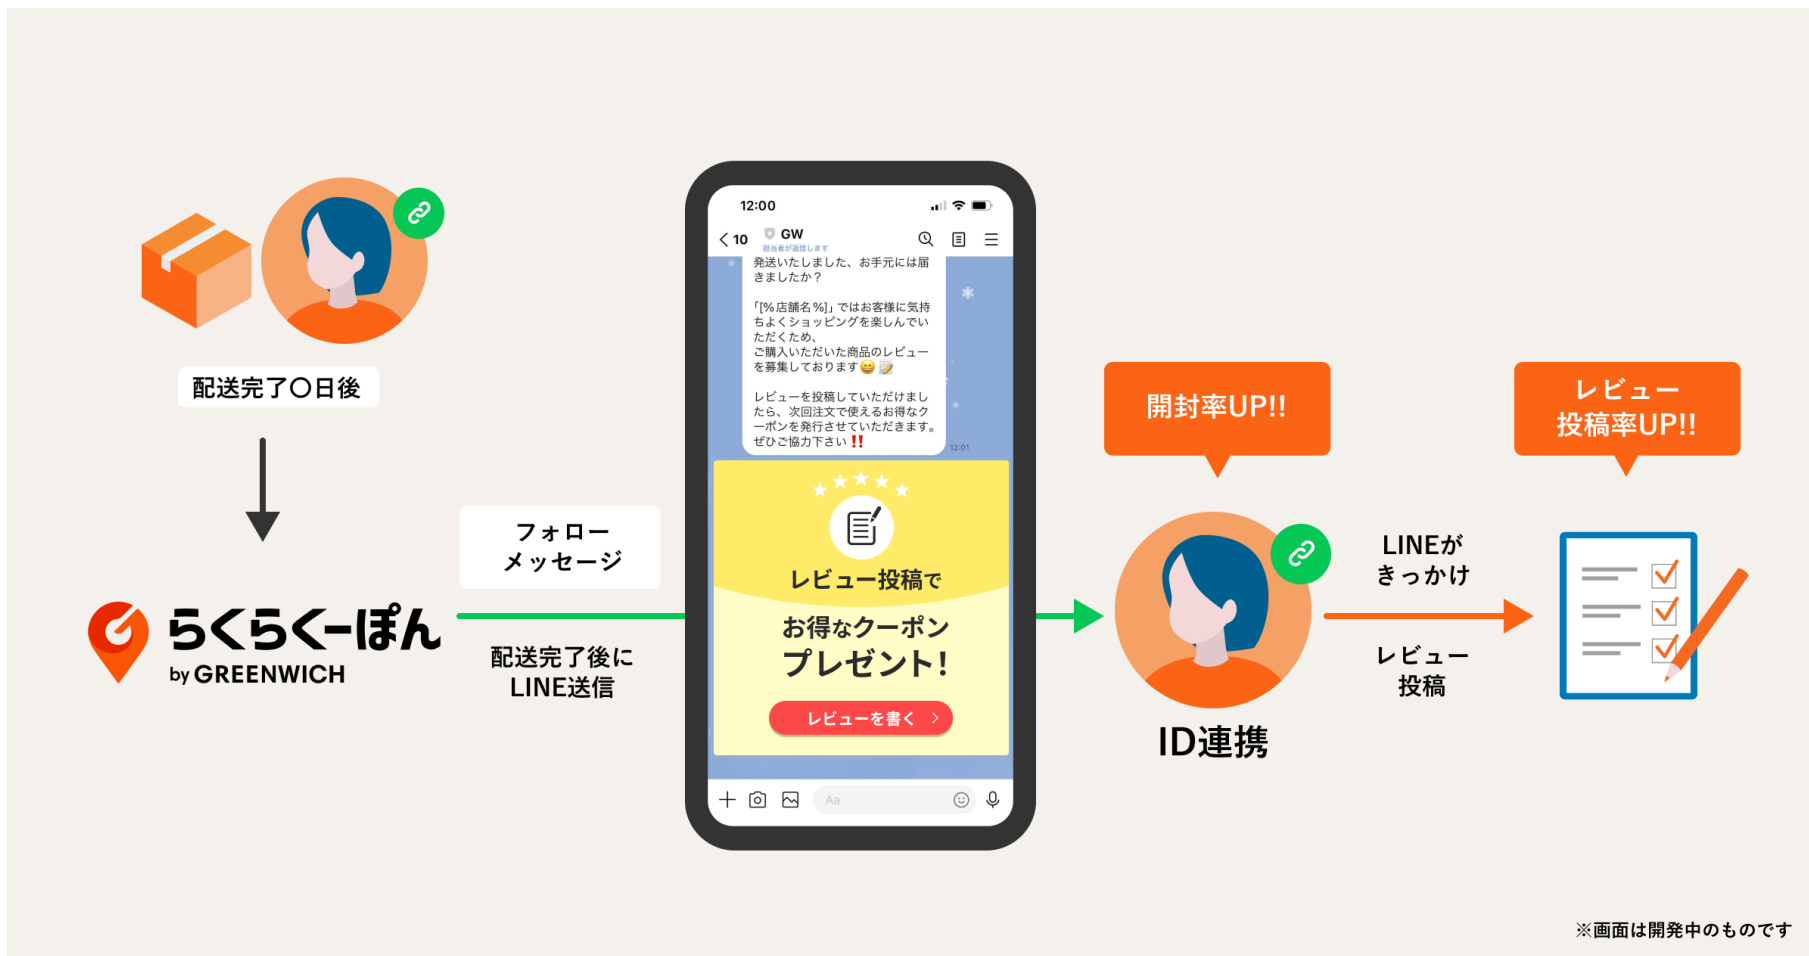 配送完了〇日後
らくらくーぽん
by GREENWICH
フォロー
メッセージ
配送完了後に
LINE送信
12:00
10
GW
担当者が返信します
発送いたしました、お手元には届
きましたか？
「[%店舗名%]」ではお客様に気持
ちよくショッピングを楽しんでい
ただくため、
ご購入いただいた商品のレビュー
を募集しております😄📝
レビューを投稿していただけまし
たら、次回注文で使えるお得なク
ーポンを発行させていただきます。
ぜひご協力下さい‼️
12:01
レビュー投稿で
お得なクーポン
プレゼント！
レビューを書く
Aa
開封率UP!!
ID連携
LINEが
きっかけ
レビュー
投稿
レビュー
投稿率UP!!
※画面は開発中のものです